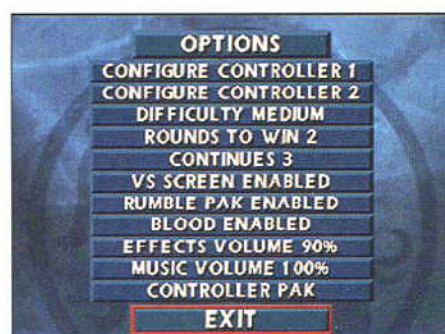 OPTIONS
CONFIGURE CONTROLLER 1
CONFIGURE CONTROLLER 2
DIFFICULTY MEDIUM
ROUNDS TO WIN 2
CONTINUES 3
VS SCREEN ENABLED
RUMBLE PAK ENABLED
BLOOD ENABLED
EFFECTS VOLUME 90%
MUSIC VOLUME 100%
CONTROLLER PAK
EXIT